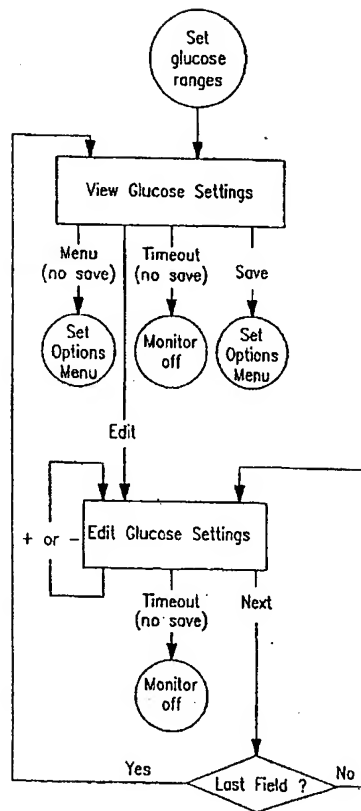 Set
glucose
ranges
View Glucose Settings
Menu
(no save)
Timeout
(no save)
Save
Set
Options
Menu
Monitor
off
Set
Options
Menu
Edit
+ or -
Edit Glucose Settings
Timeout
(no save)
Next
Monitor
off
Yes
Last Field ?
No